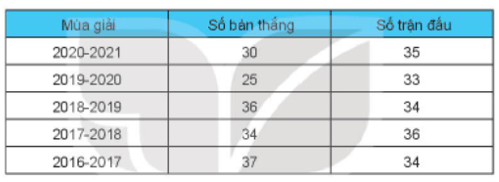 Mùa giải Số bàn thắng Số trận đấu
2020-2021 30 35
2019-2020 25 33
2018-2019 36 34
2017-2018 34 36
2016-2017 37 34